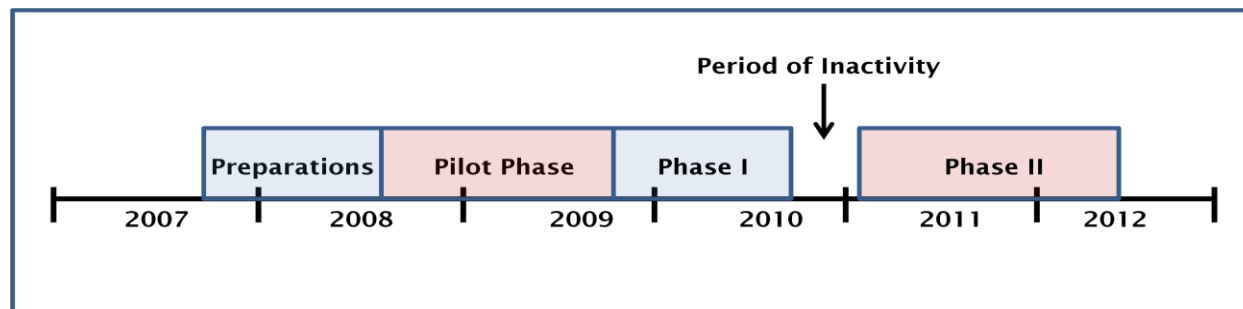 Period of Inactivity
Preparations Pilot Phase Phase I Phase II
2007 2008 2009 2010 2011 2012